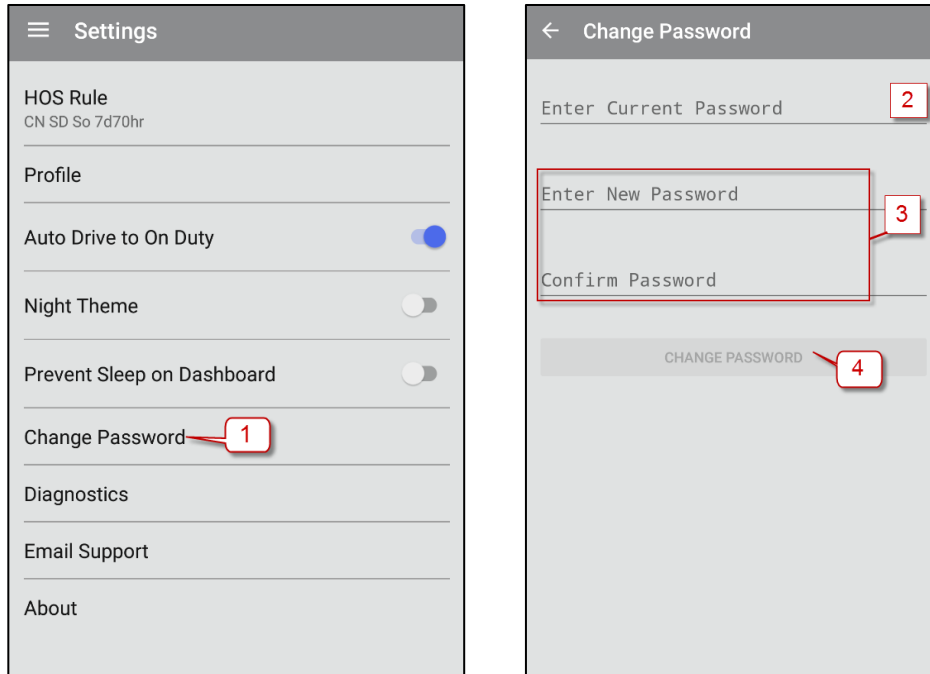 Settings
HOS Rule
CN SD So 7d70hr
Profile
Auto Drive to On Duty
Night Theme
Prevent Sleep on Dashboard
Change Password
1
Diagnostics
Email Support
About
Change Password
Enter Current Password
2
Enter New Password
3
Confirm Password
CHANGE PASSWORD
4